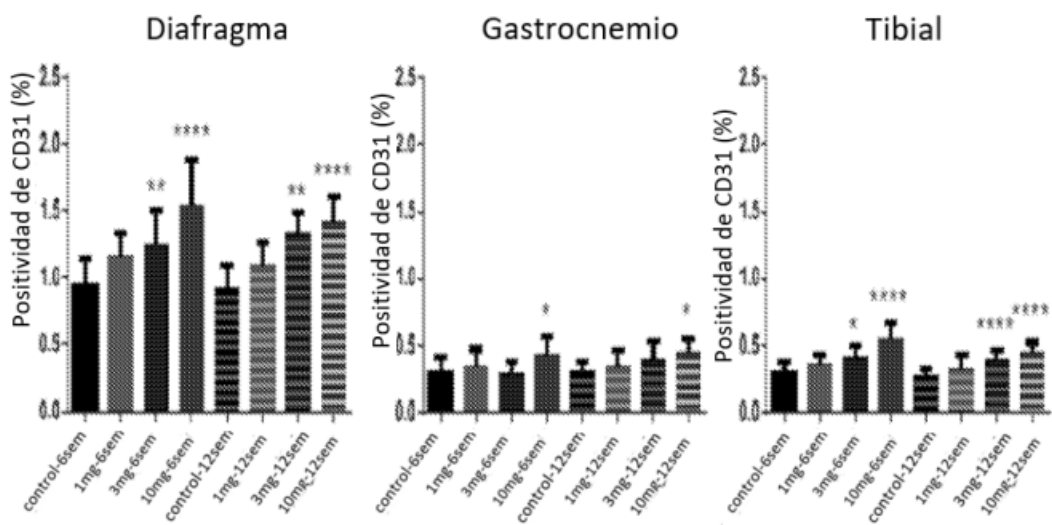 Diafragma
Positividad de CD31 (%)
2.5
2.0
1.5
1.0
0.5
0.0
**
****
**
****
control-6sem
1mg-6sem
3mg-6sem
10mg-6sem
control-12sem
1mg-12sem
3mg-12sem
10mg-12sem
Gastrocnemio
Positividad de CD31 (%)
2.5
2.0
1.5
1.0
0.5
0.0
*
*
control-6sem
1mg-6sem
3mg-6sem
10mg-6sem
control-12sem
1mg-12sem
3mg-12sem
10mg-12sem
Tibial
Positividad de CD31 (%)
2.5
2.0
1.5
1.0
0.5
0.0
*
****
****
****
control-6sem
1mg-6sem
3mg-6sem
10mg-6sem
control-12sem
1mg-12sem
3mg-12sem
10mg-12sem